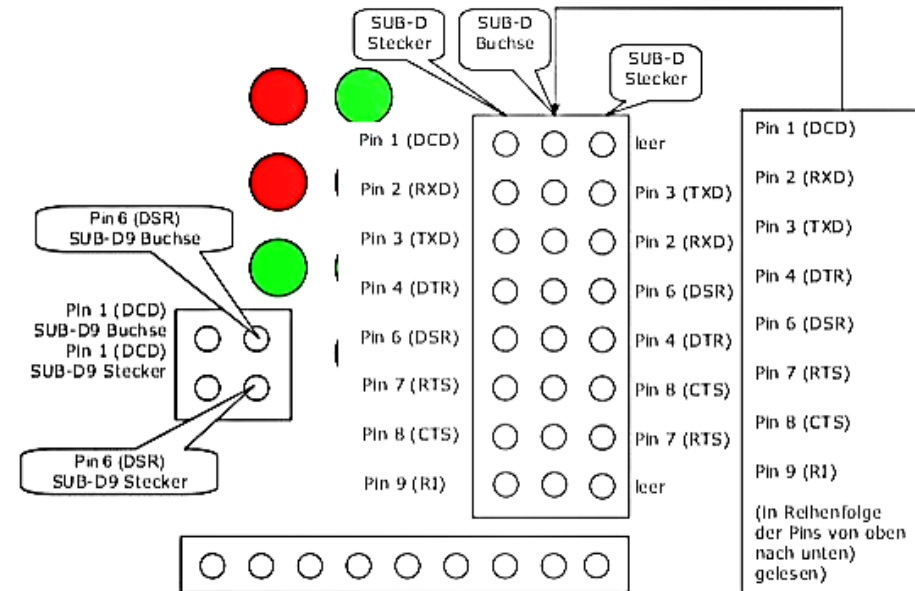 SUB-D
Stecker
SUB-D
Buchse
SUB-D
Stecker
Pin 1 (DCD)
Pin 2 (RXD)
Pin 3 (TXD)
Pin 4 (DTR)
Pin 6 (DSR)
Pin 7 (RTS)
Pin 8 (CTS)
Pin 9 (RI)
leer
Pin 3 (TXD)
Pin 2 (RXD)
Pin 6 (DSR)
Pin 4 (DTR)
Pin 8 (CTS)
Pin 7 (RTS)
leer
Pin 1 (DCD)
Pin 2 (RXD)
Pin 3 (TXD)
Pin 4 (DTR)
Pin 6 (DSR)
Pin 7 (RTS)
Pin 8 (CTS)
Pin 9 (RI)
(in Reihenfolge
der Pins von oben
nach unten)
gelesen)
Pin 6 (DSR)
SUB-D9 Buchse
Pin 1 (DCD)
SUB-D9 Buchse
Pin 1 (DCD)
SUB-D9 Stecker
Pin 6 (DSR)
SUB-D9 Stecker